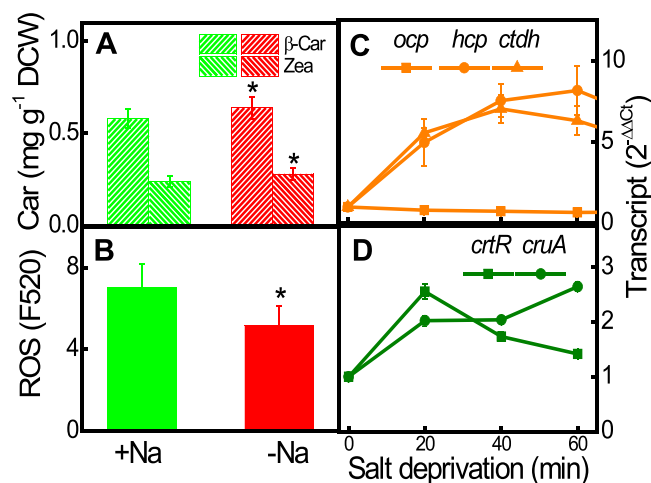 A
β-Car
Zea
*
*
1.0
0.5
0.0
Car (mg g⁻¹ DCW)
B
*
8
4
0
ROS (F520)
+Na -Na
C
ocp hcp ctdh
10
5
0
D
crtR cruA
3
2
1
0
Transcript (2^-ΔΔCt)
0 20 40 60
Salt deprivation (min)